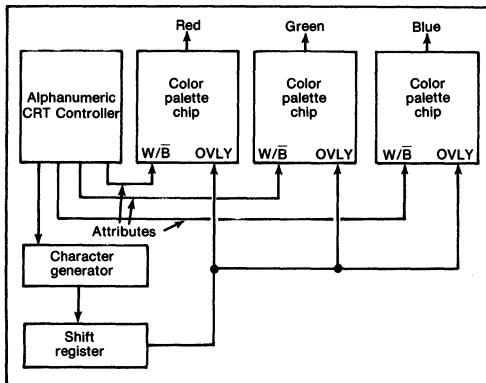 Red
Green
Blue
Alphanumeric
CRT Controller
Color
palette
chip
W/B̅ OVLY
Color
palette
chip
W/B̅ OVLY
Color
palette
chip
W/B̅ OVLY
Attributes
Character
generator
Shift
register